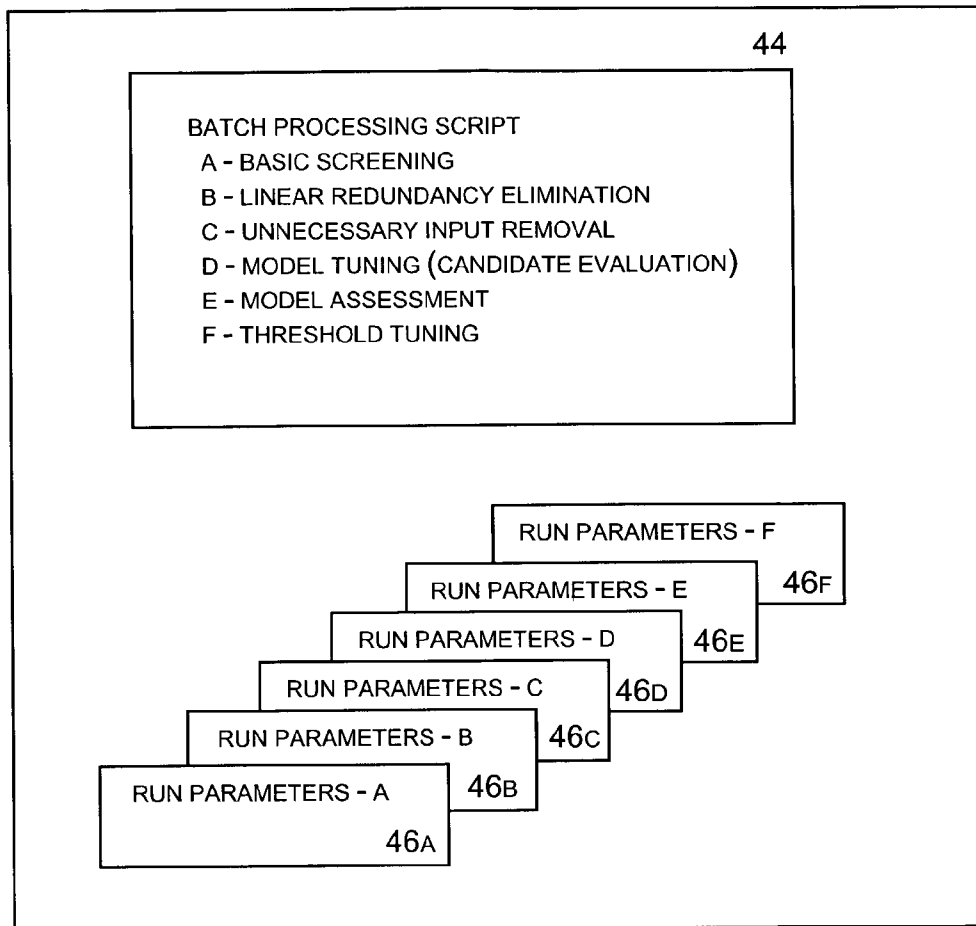 44
BATCH PROCESSING SCRIPT
A - BASIC SCREENING
B - LINEAR REDUNDANCY ELIMINATION
C - UNNECESSARY INPUT REMOVAL
D - MODEL TUNING (CANDIDATE EVALUATION)
E - MODEL ASSESSMENT
F - THRESHOLD TUNING
RUN PARAMETERS - F
46F
RUN PARAMETERS - E
46E
RUN PARAMETERS - D
46D
RUN PARAMETERS - C
46C
RUN PARAMETERS - B
46B
RUN PARAMETERS - A
46A